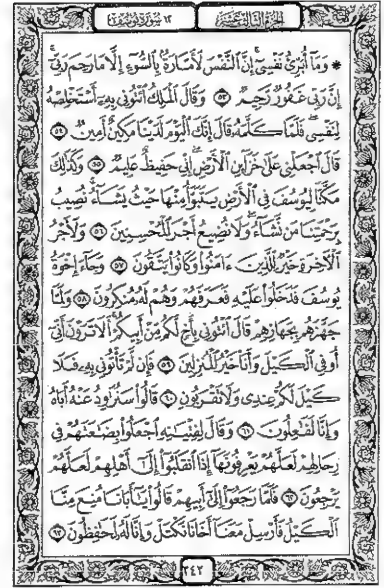 الجزء الثالث عشر ١٢ سورة يوسف
۞ وَمَآ أُبَرِّئُ نَفْسِىٓ ۚ إِنَّ ٱلنَّفْسَ لَأَمَّارَةٌۢ بِٱلسُّوٓءِ إِلَّا مَا رَحِمَ رَبِّىٓ ۚ
إِنَّ رَبِّى غَفُورٌ رَّحِيمٌ ٥٣ وَقَالَ ٱلْمَلِكُ ٱئْتُونِى بِهِۦٓ أَسْتَخْلِصْهُ
لِنَفْسِى ۖ فَلَمَّا كَلَّمَهُۥ قَالَ إِنَّكَ ٱلْيَوْمَ لَدَيْنَا مَكِينٌ أَمِينٌ ٥٤
قَالَ ٱجْعَلْنِى عَلَىٰ خَزَآئِنِ ٱلْأَرْضِ ۖ إِنِّى حَفِيظٌ عَلِيمٌ ٥٥ وَكَذَٰلِكَ
مَكَّنَّا لِيُوسُفَ فِى ٱلْأَرْضِ يَتَبَوَّأُ مِنْهَا حَيْثُ يَشَآءُ ۚ نُصِيبُ
بِرَحْمَتِنَا مَن نَّشَآءُ ۖ وَلَا نُضِيعُ أَجْرَ ٱلْمُحْسِنِينَ ٥٦ وَلَأَجْرُ
ٱلْءَاخِرَةِ خَيْرٌ لِّلَّذِينَ ءَامَنُوا۟ وَكَانُوا۟ يَتَّقُونَ ٥٧ وَجَآءَ إِخْوَةُ
يُوسُفَ فَدَخَلُوا۟ عَلَيْهِ فَعَرَفَهُمْ وَهُمْ لَهُۥ مُنكِرُونَ ٥٨ وَلَمَّا
جَهَّزَهُم بِجَهَازِهِمْ قَالَ ٱئْتُونِى بِأَخٍ لَّكُم مِّنْ أَبِيكُمْ ۚ أَلَا تَرَوْنَ أَنِّىٓ
أُوفِى ٱلْكَيْلَ وَأَنَا۠ خَيْرُ ٱلْمُنزِلِينَ ٥٩ فَإِن لَّمْ تَأْتُونِى بِهِۦ فَلَا
كَيْلَ لَكُمْ عِندِى وَلَا تَقْرَبُونِ ٦٠ قَالُوا۟ سَنُرَٰوِدُ عَنْهُ أَبَاهُ
وَإِنَّا لَفَٰعِلُونَ ٦١ وَقَالَ لِفِتْيَٰنِهِ ٱجْعَلُوا۟ بِضَٰعَتَهُمْ فِى
رِحَالِهِمْ لَعَلَّهُمْ يَعْرِفُونَهَآ إِذَا ٱنقَلَبُوٓا۟ إِلَىٰٓ أَهْلِهِمْ لَعَلَّهُمْ
يَرْجِعُونَ ٦٢ فَلَمَّا رَجَعُوٓا۟ إِلَىٰٓ أَبِيهِمْ قَالُوا۟ يَٰٓأَبَانَا مُنِعَ مِنَّا
ٱلْكَيْلُ فَأَرْسِلْ مَعَنَآ أَخَانَا نَكْتَلْ وَإِنَّا لَهُۥ لَحَٰفِظُونَ ٦٣
٢٤٢